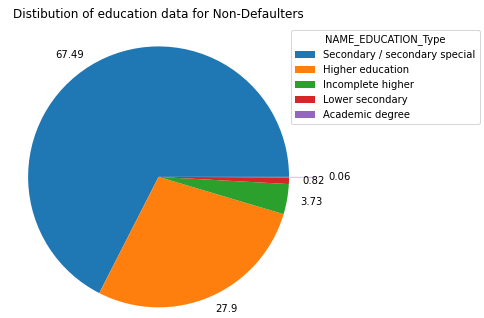 Distibution of education data for Non-Defaulters
NAME_EDUCATION_Type
Secondary / secondary special
Higher education
Incomplete higher
Lower secondary
Academic degree
67.49
0.06
0.82
3.73
27.9